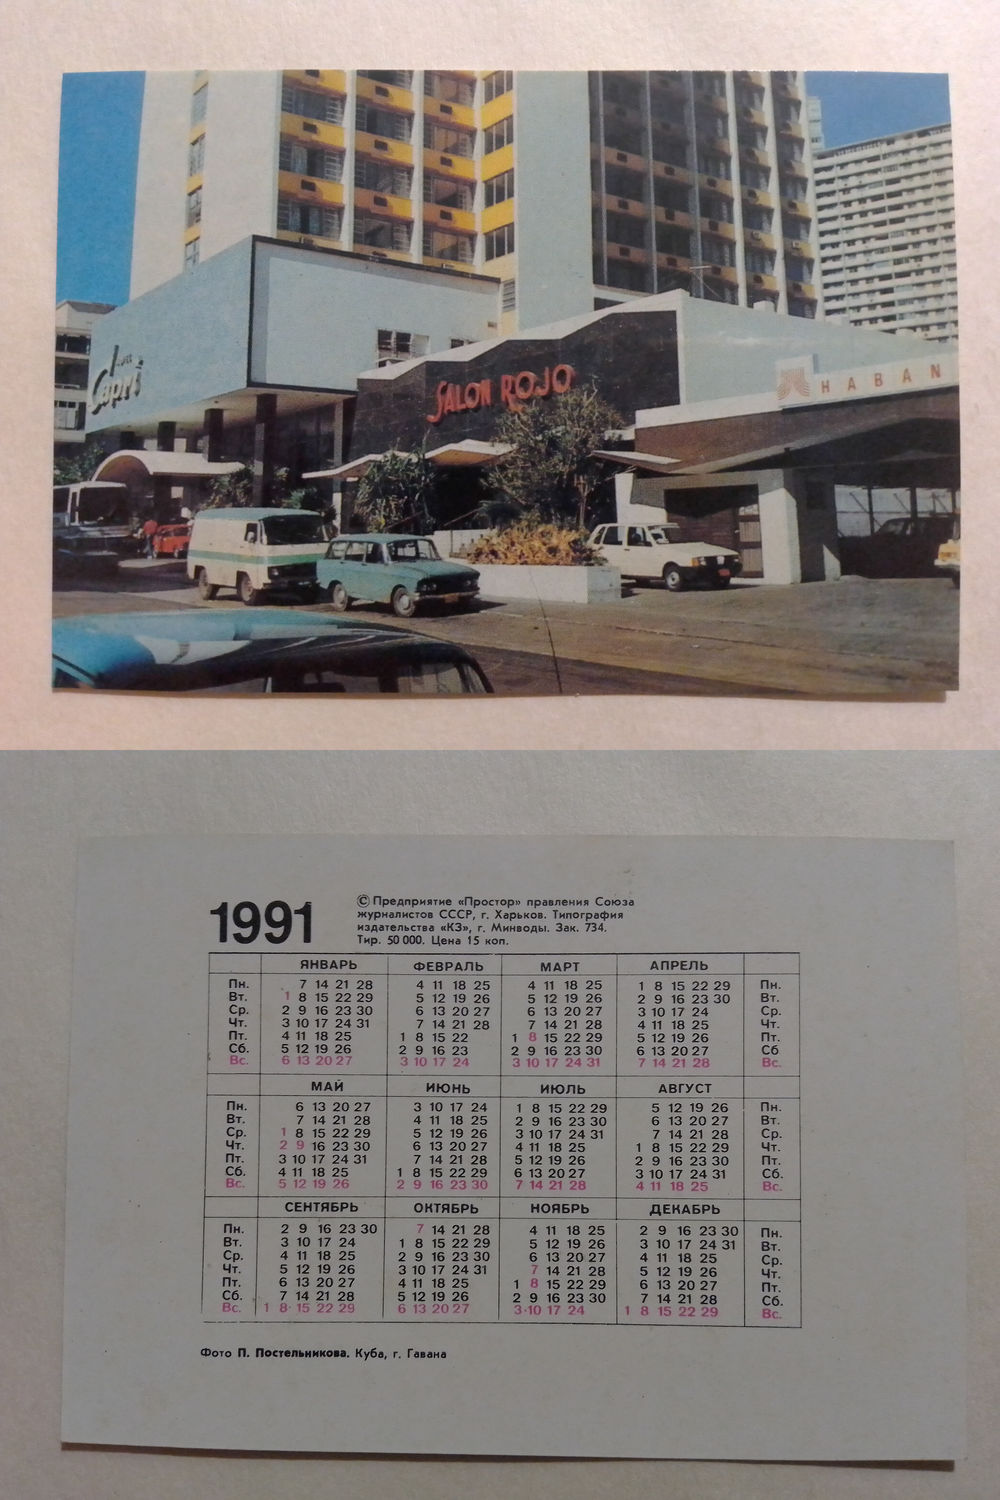 HOTEL
Capri
SALON ROJO
HABAN
1991
© Предприятие «Простор» правления Союза
журналистов СССР, г. Харьков. Типография
издательства «КЗ», г. Минводы. Зак. 734.
Тир. 50 000. Цена 15 коп.
ЯНВАРЬ ФЕВРАЛЬ МАРТ АПРЕЛЬ
Пн. 7 14 21 28 4 11 18 25 4 11 18 25 1 8 15 22 29 Пн.
Вт. 1 8 15 22 29 5 12 19 26 5 12 19 26 2 9 16 23 30 Вт.
Ср. 2 9 16 23 30 6 13 20 27 6 13 20 27 3 10 17 24 Ср.
Чт. 3 10 17 24 31 7 14 21 28 7 14 21 28 4 11 18 25 Чт.
Пт. 4 11 18 25 1 8 15 22 1 8 15 22 29 5 12 19 26 Пт.
Сб. 5 12 19 26 2 9 16 23 2 9 16 23 30 6 13 20 27 Сб
Вс. 6 13 20 27 3 10 17 24 3 10 17 24 31 7 14 21 28 Вс.
МАЙ ИЮНЬ ИЮЛЬ АВГУСТ
Пн. 6 13 20 27 3 10 17 24 1 8 15 22 29 5 12 19 26 Пн.
Вт. 7 14 21 28 4 11 18 25 2 9 16 23 30 6 13 20 27 Вт.
Ср. 1 8 15 22 29 5 12 19 26 3 10 17 24 31 7 14 21 28 Ср.
Чт. 2 9 16 23 30 6 13 20 27 4 11 18 25 1 8 15 22 29 Чт.
Пт. 3 10 17 24 31 7 14 21 28 5 12 19 26 2 9 16 23 30 Пт.
Сб. 4 11 18 25 1 8 15 22 29 6 13 20 27 3 10 17 24 31 Сб.
Вс. 5 12 19 26 2 9 16 23 30 7 14 21 28 4 11 18 25 Вс.
СЕНТЯБРЬ ОКТЯБРЬ НОЯБРЬ ДЕКАБРЬ
Пн. 2 9 16 23 30 7 14 21 28 4 11 18 25 2 9 16 23 30 Пн.
Вт. 3 10 17 24 1 8 15 22 29 5 12 19 26 3 10 17 24 31 Вт.
Ср. 4 11 18 25 2 9 16 23 30 6 13 20 27 4 11 18 25 Ср.
Чт. 5 12 19 26 3 10 17 24 31 7 14 21 28 5 12 19 26 Чт.
Пт. 6 13 20 27 4 11 18 25 1 8 15 22 29 6 13 20 27 Пт.
Сб. 7 14 21 28 5 12 19 26 2 9 16 23 30 7 14 21 28 Сб.
Вс. 1 8 15 22 29 6 13 20 27 3 10 17 24 1 8 15 22 29 Вс.
Фото П. Постельникова. Куба, г. Гавана